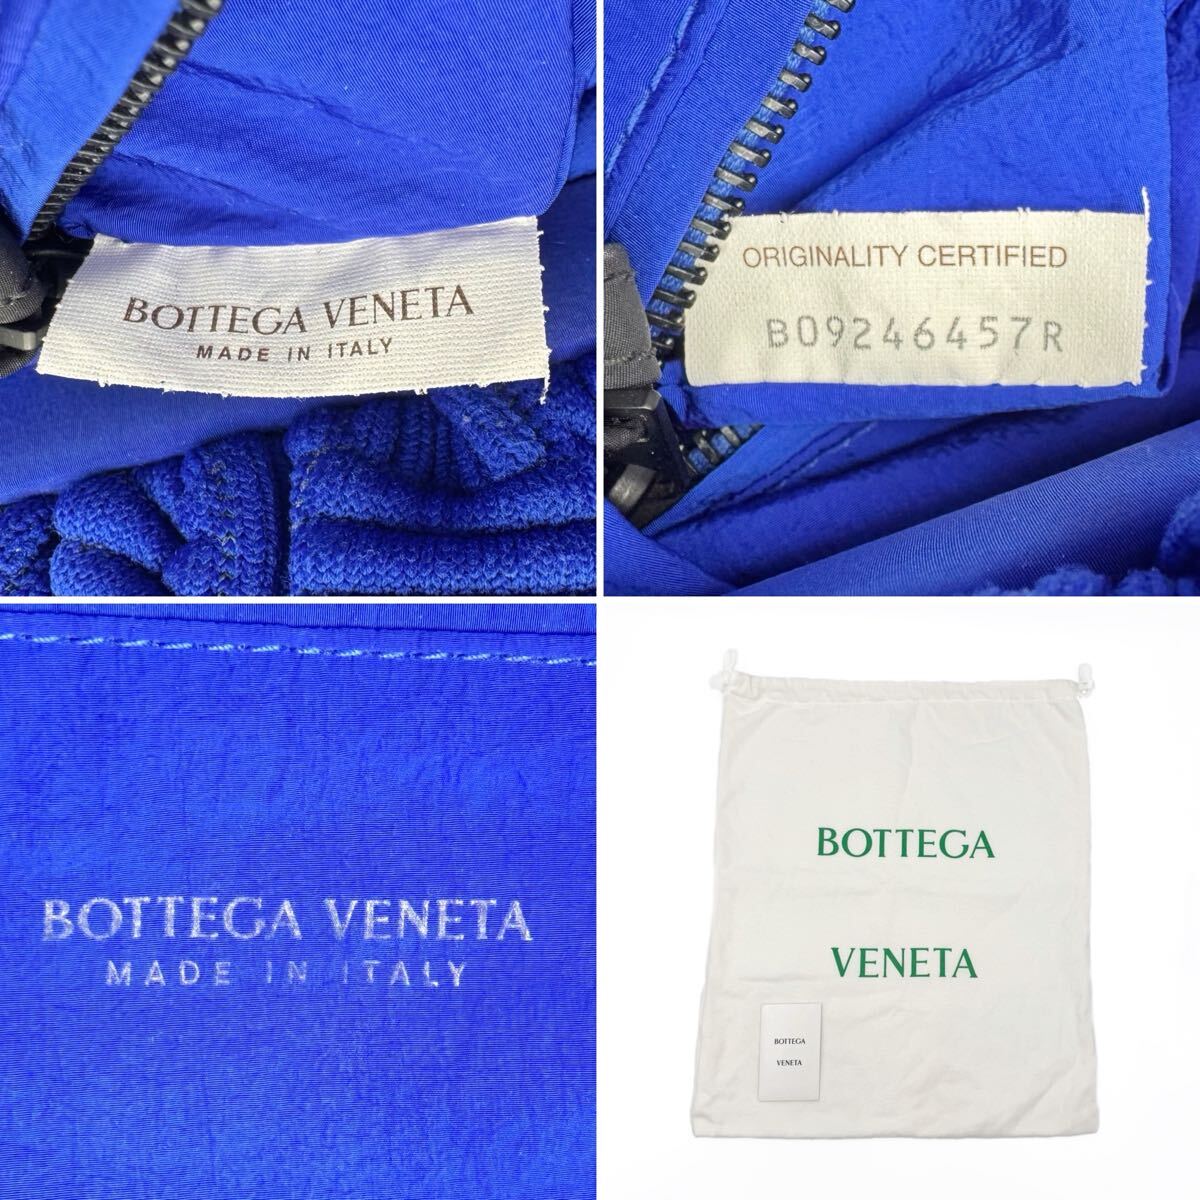 BOTTEGA VENETA
MADE IN ITALY
ORIGINALITY CERTIFIED
B09246457R
BOTTEGA VENETA
MADE IN ITALY
BOTTEGA
VENETA
BOTTEGA
VENETA